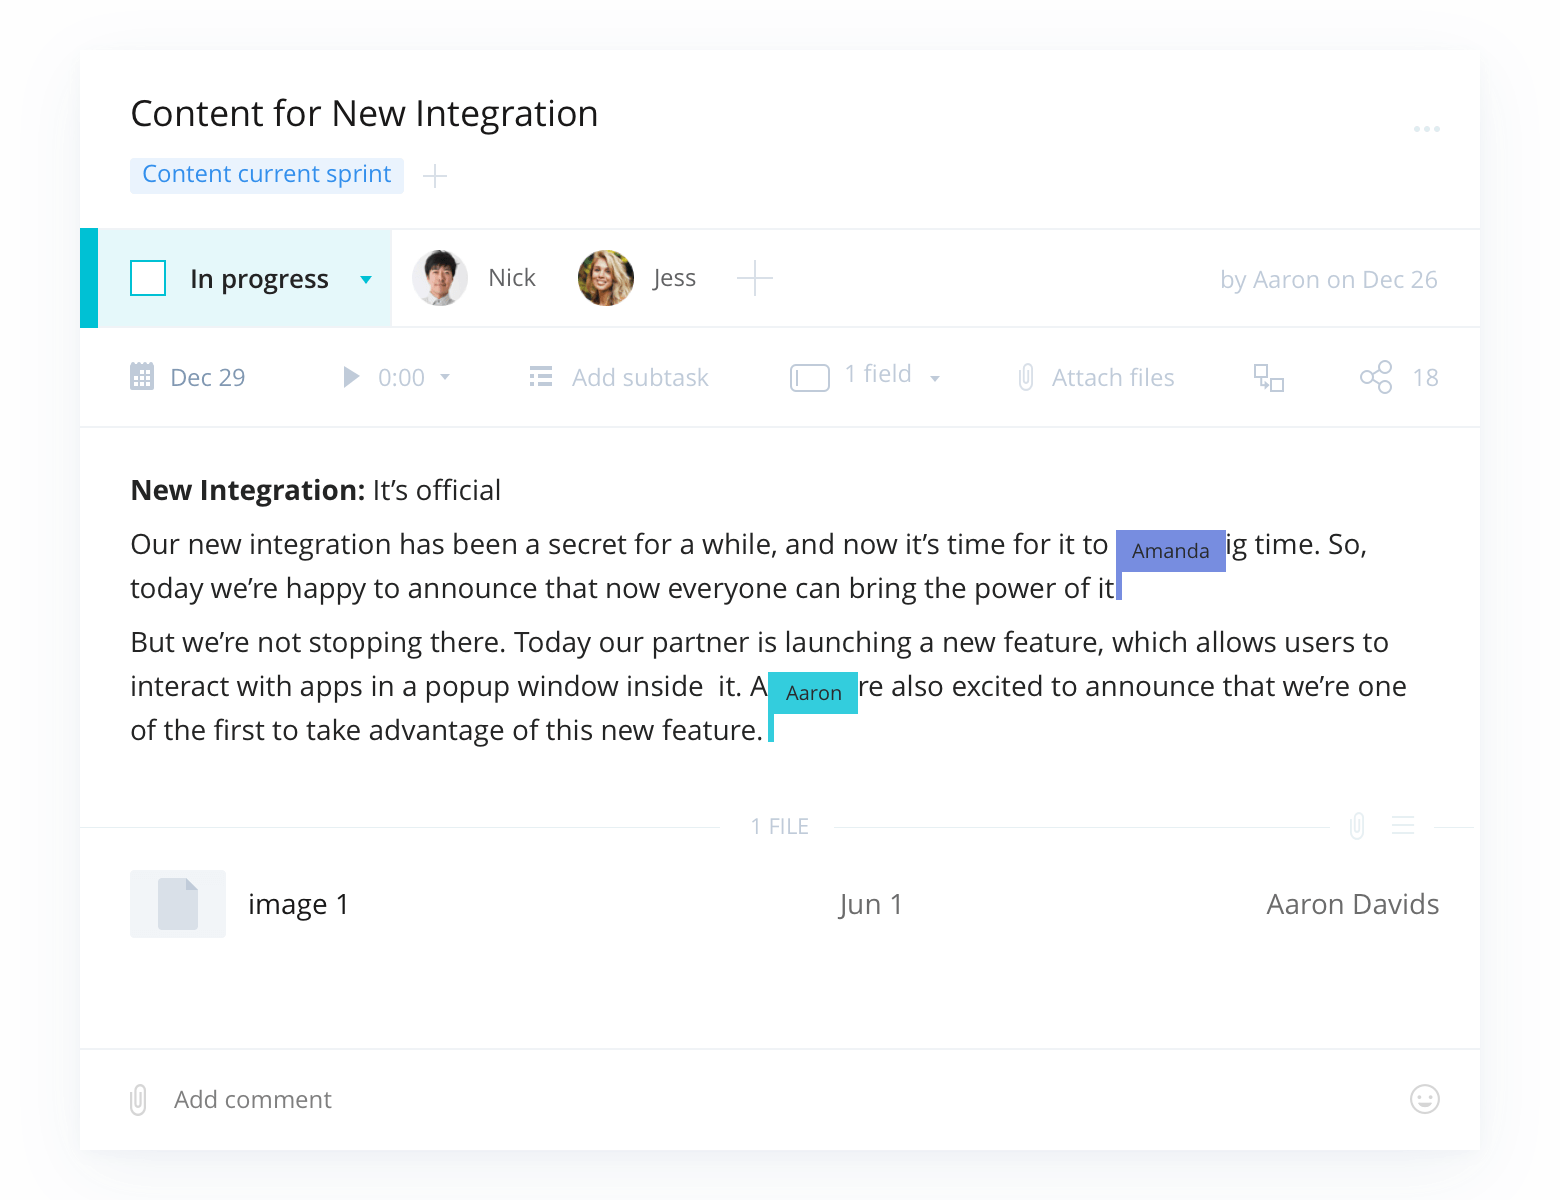 Content for New Integration
Content current sprint
In progress
Nick
Jess
by Aaron on Dec 26
Dec 29
0:00
Add subtask
1 field
Attach files
18
New Integration: It’s official
Our new integration has been a secret for a while, and now it’s time for it to Amanda ig time. So,
today we’re happy to announce that now everyone can bring the power of it
But we’re not stopping there. Today our partner is launching a new feature, which allows users to
interact with apps in a popup window inside  it. A Aaron re also excited to announce that we’re one
of the first to take advantage of this new feature.
1 FILE
image 1
Jun 1
Aaron Davids
Add comment